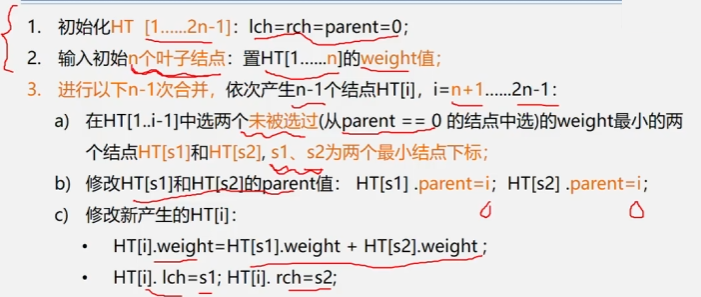 1. 初始化HT [1……2n-1]：lch=rch=parent=0;
2. 输入初始n个叶子结点：置HT[1……n]的weight值；
3. 进行以下n-1次合并，依次产生n-1个结点HT[i]，i=n+1……2n-1：
a) 在HT[1..i-1]中选两个未被选过(从parent == 0 的结点中选)的weight最小的两
个结点HT[s1]和HT[s2], s1、s2为两个最小结点下标；
b) 修改HT[s1]和HT[s2]的parent值： HT[s1] .parent=i；HT[s2] .parent=i；
c) 修改新产生的HT[i]：
• HT[i].weight=HT[s1].weight + HT[s2].weight ;
• HT[i]. lch=s1; HT[i]. rch=s2;